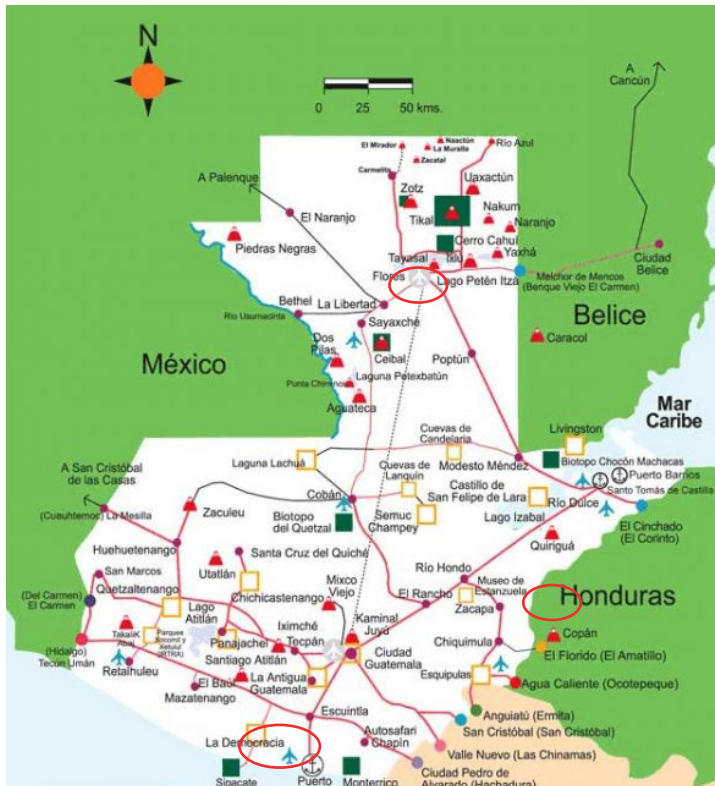 N
A
Cancún
0 25 50 kms.
El Mirador
Naactún
La Muralla
Zacatal
Río Azul
Carmelita
Uaxactún
Zotz
Tikal
Nakum
Naranjo
A Palenque
El Naranjo
Piedras Negras
Cerro Cahuí
Tayasal
Ixlú
Yaxhá
Ciudad
Belice
Flores
Lago Petén Itzá
Melchor de Mencos
(Benque Viejo El Carmen)
Bethel
La Libertad
Río Usumacinta
Sayaxché
Belice
Dos
Pilas
Ceibal
Caracol
México
Poptún
Punta Chiminos
Laguna Petexbatún
Aguateca
Mar
Caribe
Cuevas de
Candelaria
Livingston
Laguna Lachuá
Cuevas de
Lanquín
Modesto Méndez
Biotopo Chocón Machacas
Puerto Barrios
A San Cristóbal
de las Casas
Cobán
Castillo de
San Felipe de Lara
Río Dulce
Santo Tomás de Castilla
(Cuauhtemoc) La Mesilla
Zaculeu
Biotopo
del Quetzal
Semuc
Champey
Lago Izabal
El Cinchado
(El Corinto)
Quiriguá
Huehuetenango
Santa Cruz del Quiché
San Marcos
Utatlán
Mixco
Viejo
Río Hondo
Museo de
Estanzuela
Quetzaltenango
Chichicastenango
El Rancho
Honduras
(Del Carmen)
El Carmen
Lago
Atitlán
Iximché
Tecpán
Kaminal
Juyú
Zacapa
Copán
Takalik
Abaj
Parques
Xocomil y
Xetulul
(IRTRA)
Panajachel
Chiquimula
El Florido (El Amatillo)
(Hidalgo)
Tecún Umán
Santiago Atitlán
Ciudad
Guatemala
Retalhuleu
El Baúl
La Antigua
Guatemala
Esquipulas
Agua Caliente (Ocotepeque)
Mazatenango
Escuintla
Anguiatú (Ermita)
San Cristóbal (San Cristóbal)
La Democracia
Autosafari
Chapín
Valle Nuevo (Las Chinamas)
Sipacate
Puerto
Monterrico
Ciudad Pedro de
Alvarado (Hachadura)